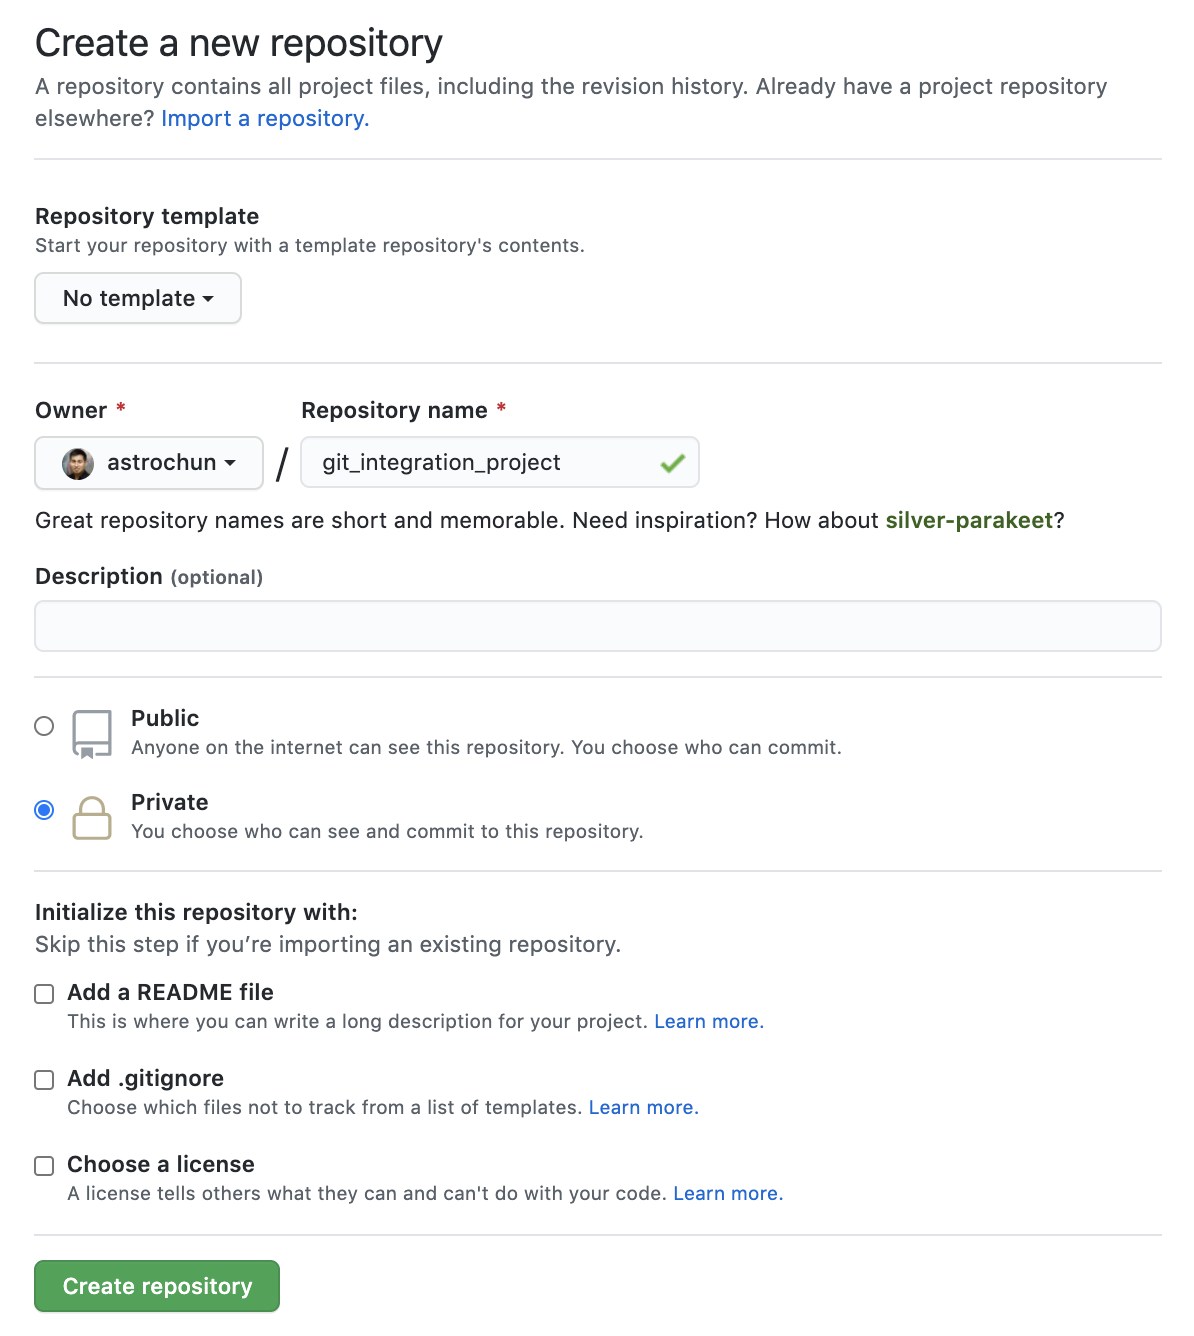 Create a new repository
A repository contains all project files, including the revision history. Already have a project repository
elsewhere? Import a repository.
Repository template
Start your repository with a template repository's contents.
No template
Owner * Repository name *
astrochun / git_integration_project
Great repository names are short and memorable. Need inspiration? How about silver-parakeet?
Description (optional)
Public
Anyone on the internet can see this repository. You choose who can commit.
Private
You choose who can see and commit to this repository.
Initialize this repository with:
Skip this step if you’re importing an existing repository.
Add a README file
This is where you can write a long description for your project. Learn more.
Add .gitignore
Choose which files not to track from a list of templates. Learn more.
Choose a license
A license tells others what they can and can't do with your code. Learn more.
Create repository